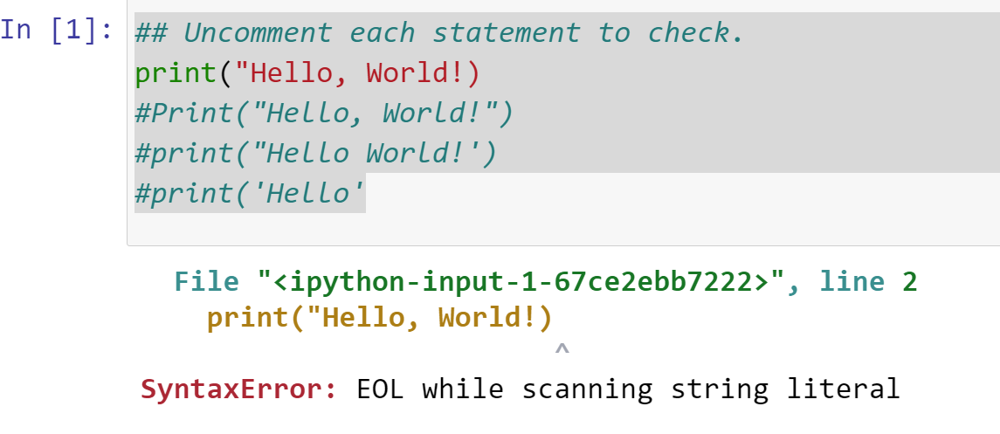 In [1]:
## Uncomment each statement to check.
print("Hello, World!)
#Print("Hello, World!")
#print("Hello World!')
#print('Hello'
File "<ipython-input-1-67ce2ebb7222>", line 2
print("Hello, World!)
^
SyntaxError: EOL while scanning string literal